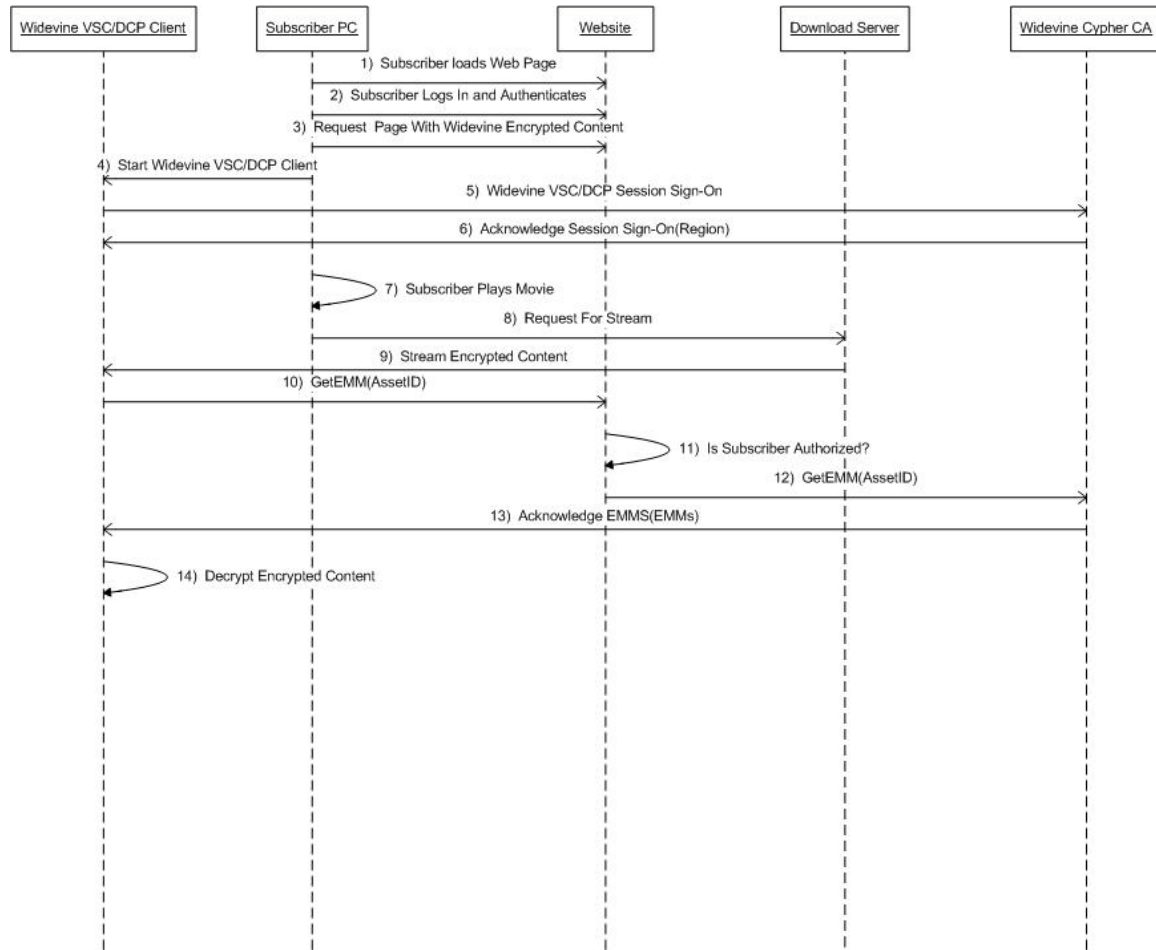 Widevine VSC/DCP Client
Subscriber PC
Website
Download Server
Widevine Cypher CA
1) Subscriber loads Web Page
2) Subscriber Logs In and Authenticates
3) Request Page With Widevine Encrypted Content
4) Start Widevine VSC/DCP Client
5) Widevine VSC/DCP Session Sign-On
6) Acknowledge Session Sign-On(Region)
7) Subscriber Plays Movie
8) Request For Stream
9) Stream Encrypted Content
10) GetEMM(AssetID)
11) Is Subscriber Authorized?
12) GetEMM(AssetID)
13) Acknowledge EMMS(EMMs)
14) Decrypt Encrypted Content